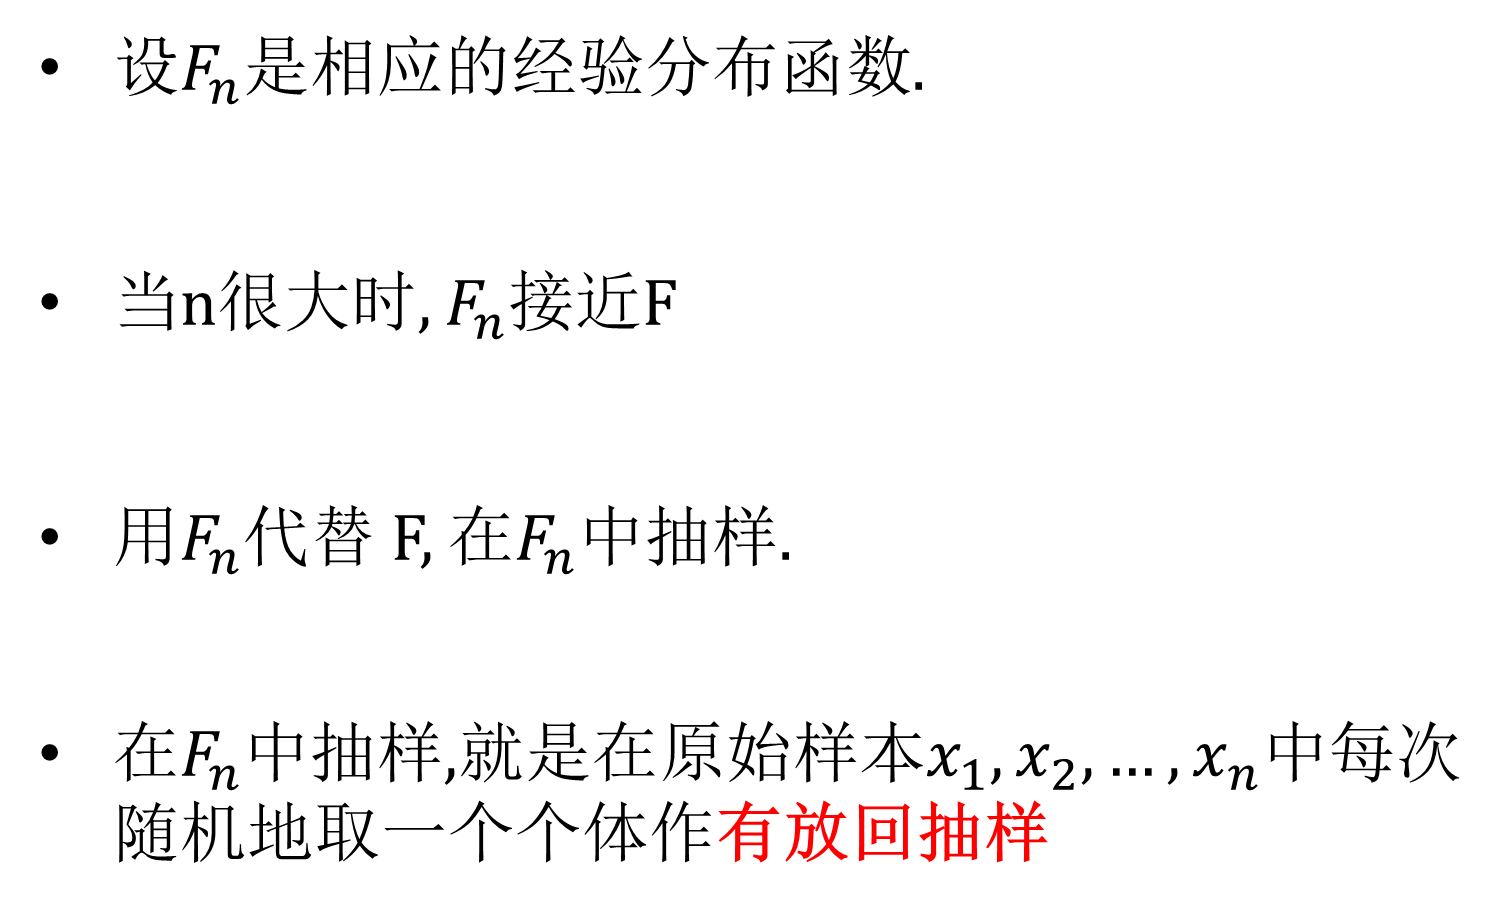 • 设Fₙ是相应的经验分布函数.
• 当n很大时, Fₙ接近F
• 用Fₙ代替 F, 在Fₙ中抽样.
• 在Fₙ中抽样,就是在原始样本x₁, x₂, … , xₙ中每次
随机地取一个个体作有放回抽样